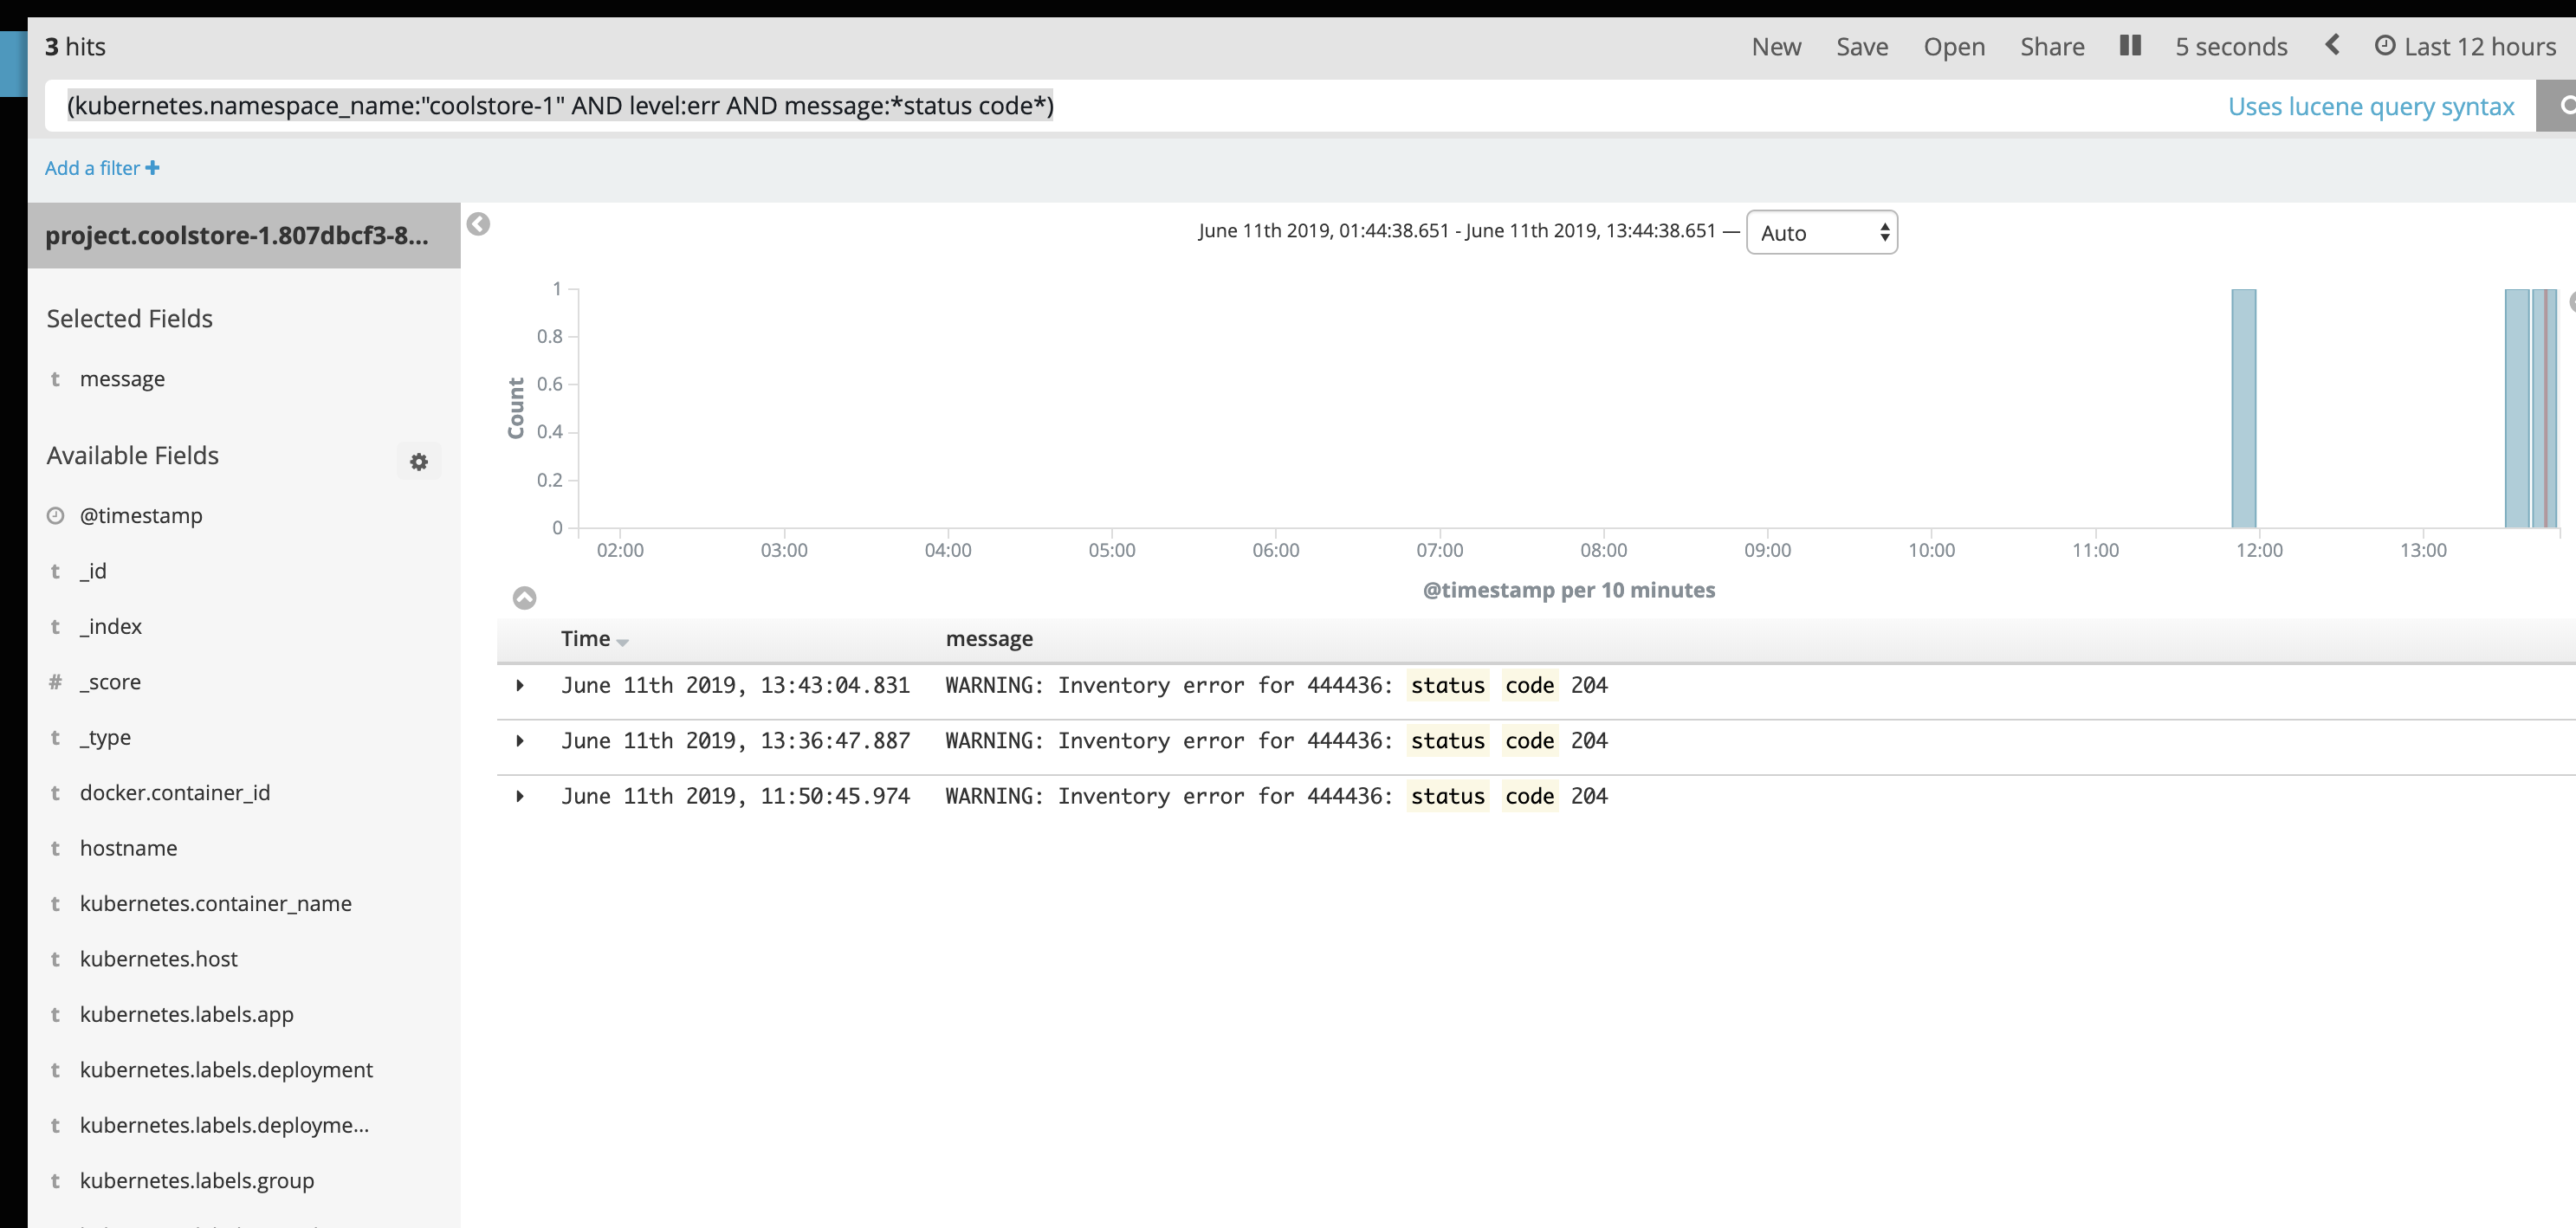 3 hits
New Save Open Share 5 seconds Last 12 hours
(kubernetes.namespace_name:"coolstore-1" AND level:err AND message:*status code*)
Uses lucene query syntax
Add a filter
project.coolstore-1.807dbcf3-8...
Selected Fields
t message
Available Fields
@timestamp
t _id
t _index
# _score
t _type
t docker.container_id
t hostname
t kubernetes.container_name
t kubernetes.host
t kubernetes.labels.app
t kubernetes.labels.deployment
t kubernetes.labels.deployme...
t kubernetes.labels.group
June 11th 2019, 01:44:38.651 - June 11th 2019, 13:44:38.651 — Auto
Count
1
0.8
0.6
0.4
0.2
0
02:00 03:00 04:00 05:00 06:00 07:00 08:00 09:00 10:00 11:00 12:00 13:00
@timestamp per 10 minutes
Time message
June 11th 2019, 13:43:04.831 WARNING: Inventory error for 444436: status code 204
June 11th 2019, 13:36:47.887 WARNING: Inventory error for 444436: status code 204
June 11th 2019, 11:50:45.974 WARNING: Inventory error for 444436: status code 204